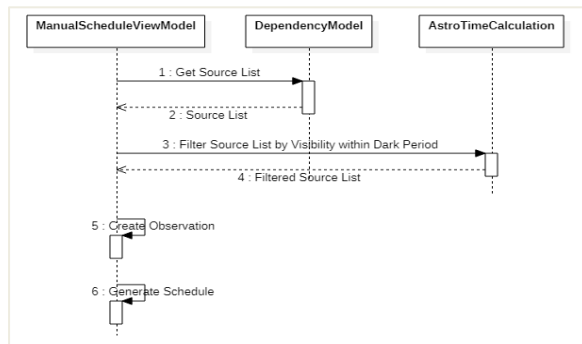 ManualScheduleViewModel
DependencyModel
AstroTimeCalculation
1 : Get Source List
2 : Source List
3 : Filter Source List by Visibility within Dark Period
4 : Filtered Source List
5 : Create Observation
6 : Generate Schedule